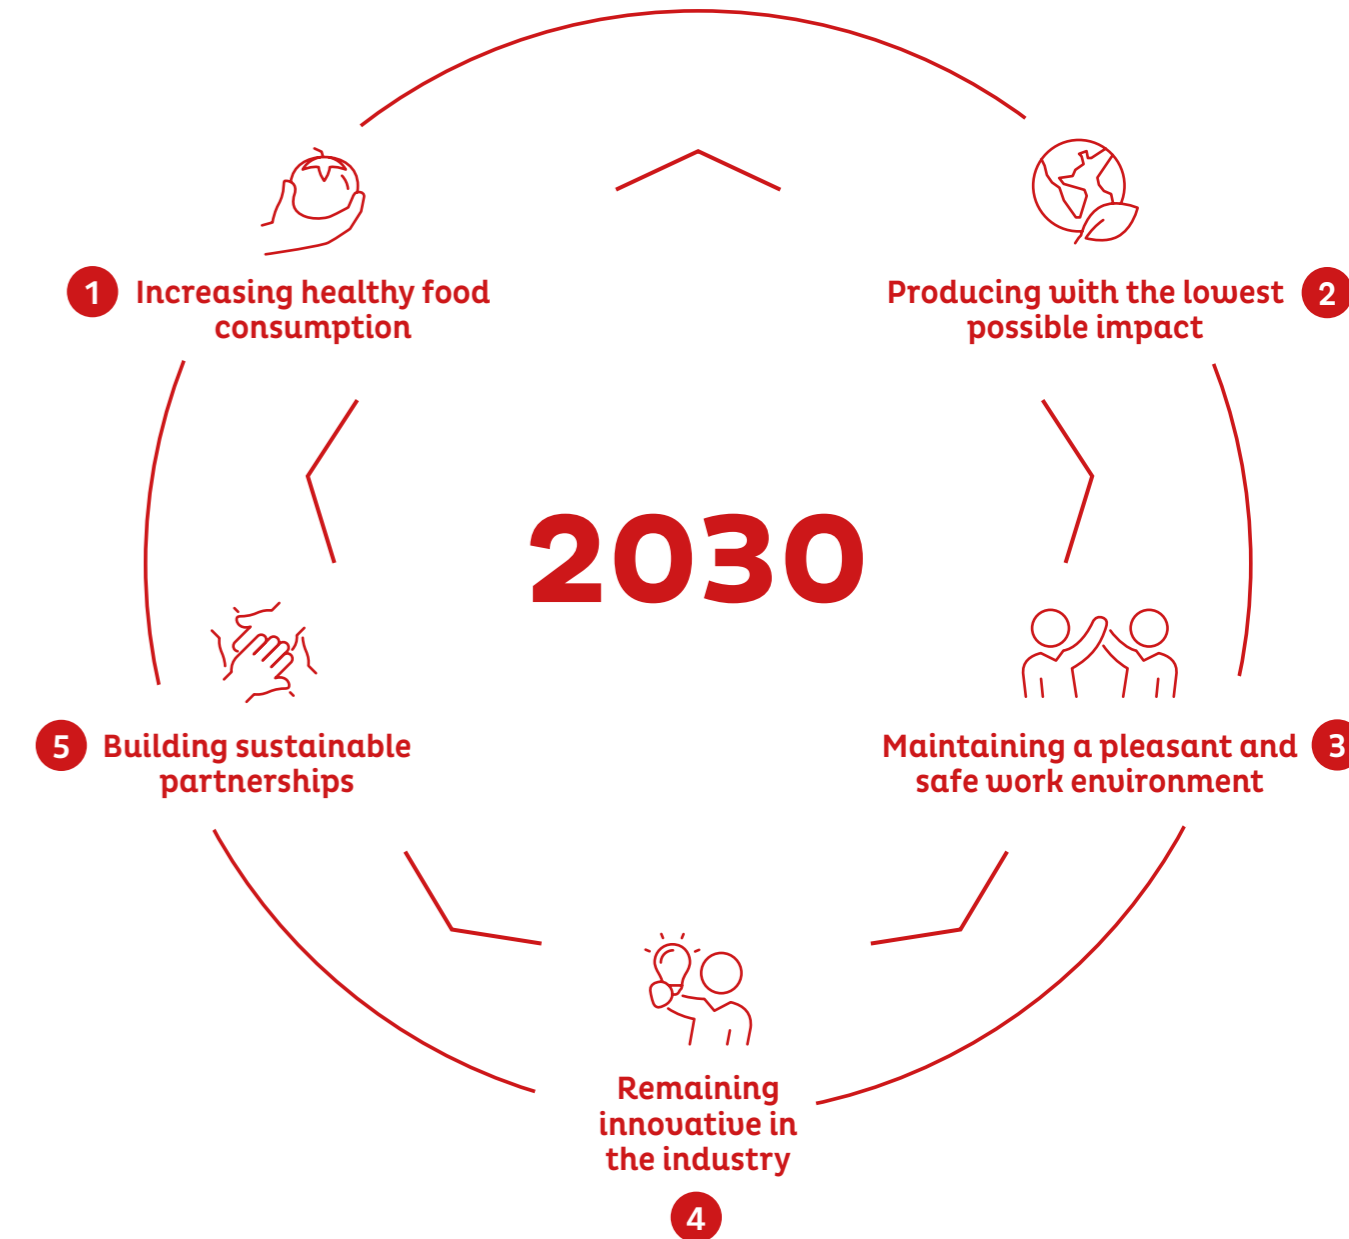 1 Increasing healthy food
consumption
Producing with the lowest 2
possible impact
2030
5 Building sustainable
partnerships
Maintaining a pleasant and 3
safe work environment
Remaining
innovative in
the industry
4